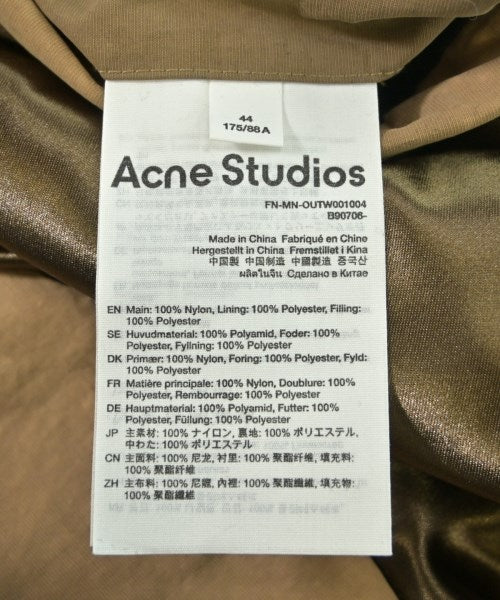 44
175/88A
Acne Studios
FN-MN-OUTW001004
B90706-
Made in China Fabriqué en Chine
Hergestellt in China Fremstillet i Kina
中国製 中国制造 中國製造 중국산
ผลิตในจีน Сделано в Китае
EN Main: 100% Nylon, Lining: 100% Polyester, Filling:
100% Polyester
SE Huvudmaterial: 100% Polyamid, Foder: 100%
Polyester, Fyllning: 100% Polyester
DK Primær: 100% Nylon, Foring: 100% Polyester, Fyld:
100% Polyester
FR Matière principale: 100% Nylon, Doublure: 100%
Polyester, Rembourrage: 100% Polyester
DE Hauptmaterial: 100% Polyamid, Futter: 100%
Polyester, Füllung: 100% Polyester
JP 主素材: 100% ナイロン, 裏地: 100% ポリエステル,
中わた: 100% ポリエステル
CN 主面料: 100% 尼龙, 衬里: 100% 聚酯纤维, 填充料:
100% 聚酯纤维
ZH 主布料: 100% 尼龍, 內裡: 100% 聚酯纖維, 填充物:
100% 聚酯纖維